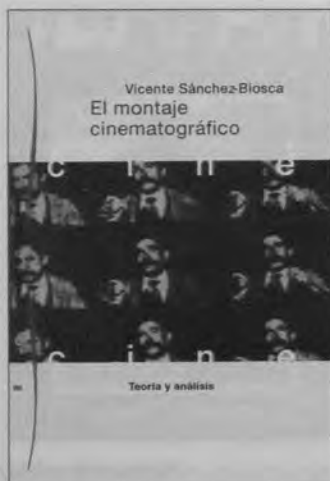 Vicente Sánchez-Biosca
El montaje
cinematográfico
c i n e
c i n e
Teoría y análisis